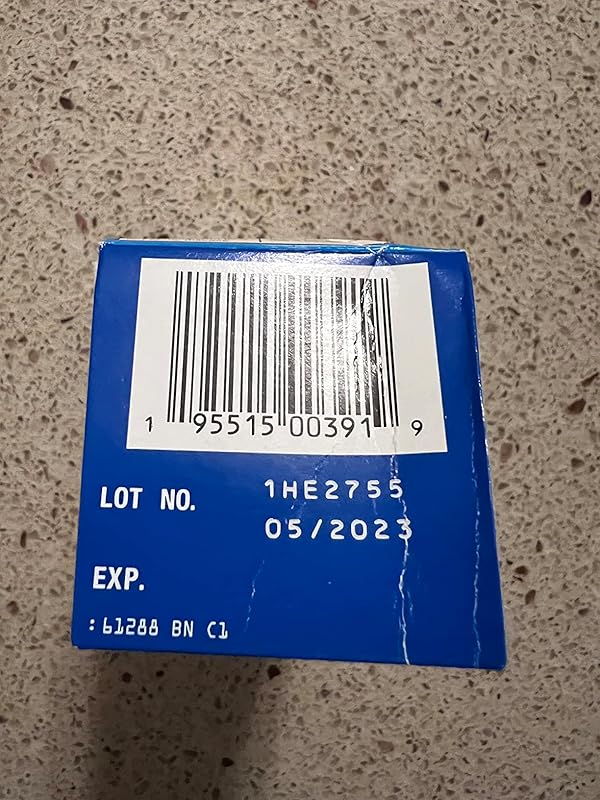 1 95515 00391 9
LOT NO. 1HE2755
05/2023
EXP.
: 61288 BN C1